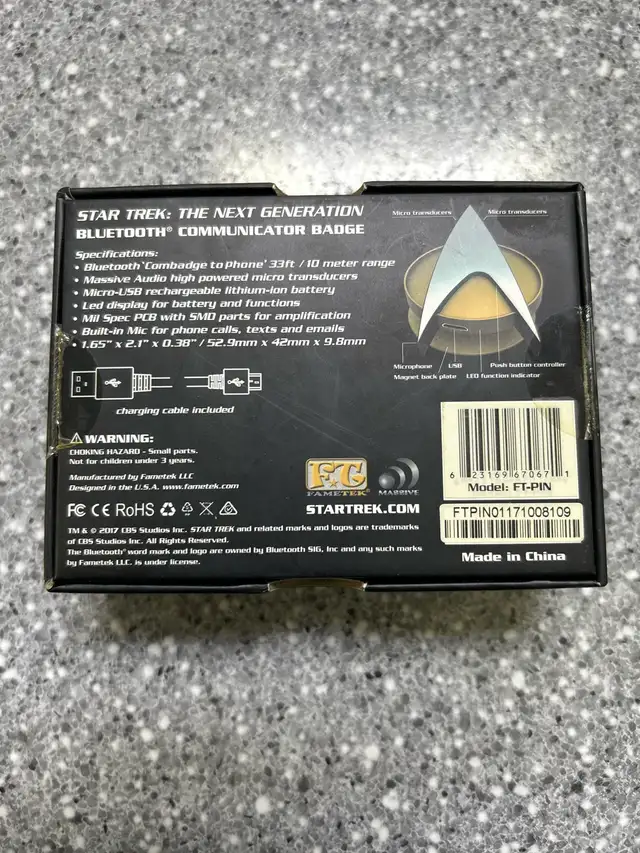 STAR TREK: THE NEXT GENERATION
BLUETOOTH® COMMUNICATOR BADGE
Specifications:
• Bluetooth 'Combadge to Phone' 33ft / 10 meter range
• Massive Audio high powered micro transducers
• Micro-USB rechargeable lithium-ion battery
• Led display for battery and functions
• Mil Spec PCB with SMD parts for amplification
• Built-in Mic for phone calls, texts and emails
• 1.65" x 2.1" x 0.38" / 52.9mm x 42mm x 9.8mm
charging cable included
Micro transducers
Micro transducers
Microphone
USB
Push button controller
Magnet back plate
LED function indicator
⚠ WARNING:
CHOKING HAZARD - Small parts.
Not for children under 3 years.
Manufactured by Fametek LLC
Designed in the U.S.A. www.fametek.com
FC CE RoHS
TM & © 2017 CBS Studios Inc. STAR TREK and related marks and logos are trademarks
of CBS Studios Inc. All Rights Reserved.
The Bluetooth® word mark and logo are owned by Bluetooth SIG, Inc and any such marks
by Fametek LLC. is under license.
FG
FAMETEK
MASSIVE
STARTREK.COM
6 23169 67067 1
Model: FT-PIN
FTPIN01171008109
Made in China